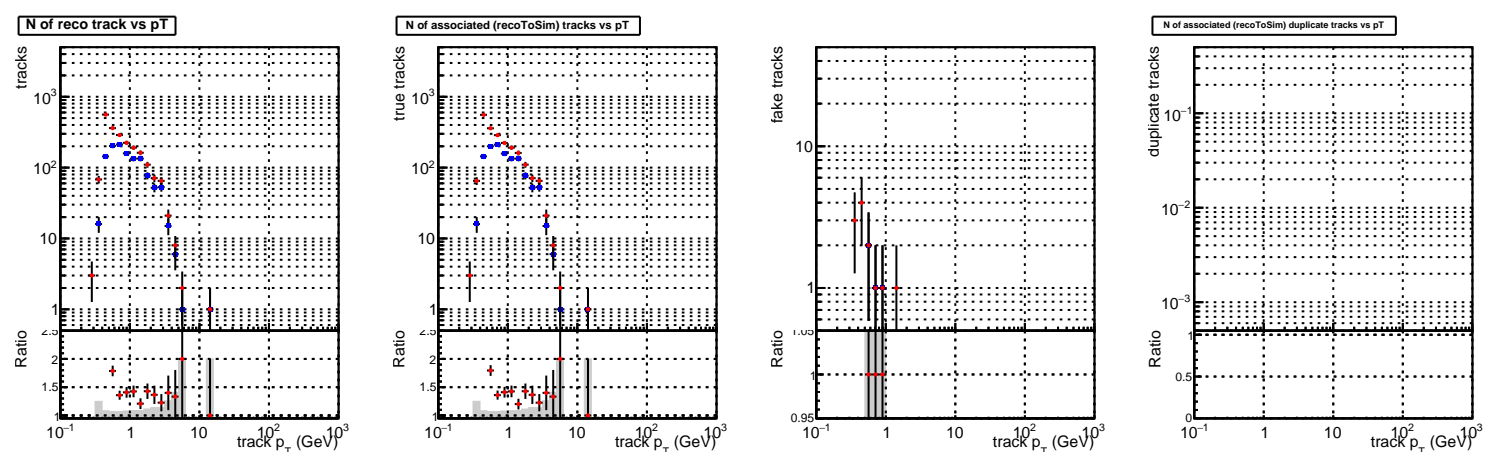 N of reco track vs pT
tracks
10³
10²
10
1
Ratio
2.5
2
1.5
1
10⁻¹ 1 10 10² 10³
track p_T (GeV)
N of associated (recoToSim) tracks vs pT
true tracks
10³
10²
10
1
Ratio
2.5
2
1.5
1
10⁻¹ 1 10 10² 10³
track p_T (GeV)
fake tracks
10
1
Ratio
1.05
1
0.95
10⁻¹ 1 10 10² 10³
track p_T (GeV)
N of associated (recoToSim) duplicate tracks vs pT
duplicate tracks
10⁻¹
10⁻²
10⁻³
Ratio
1
0.5
0
10⁻¹ 1 10 10² 10³
track p_T (GeV)